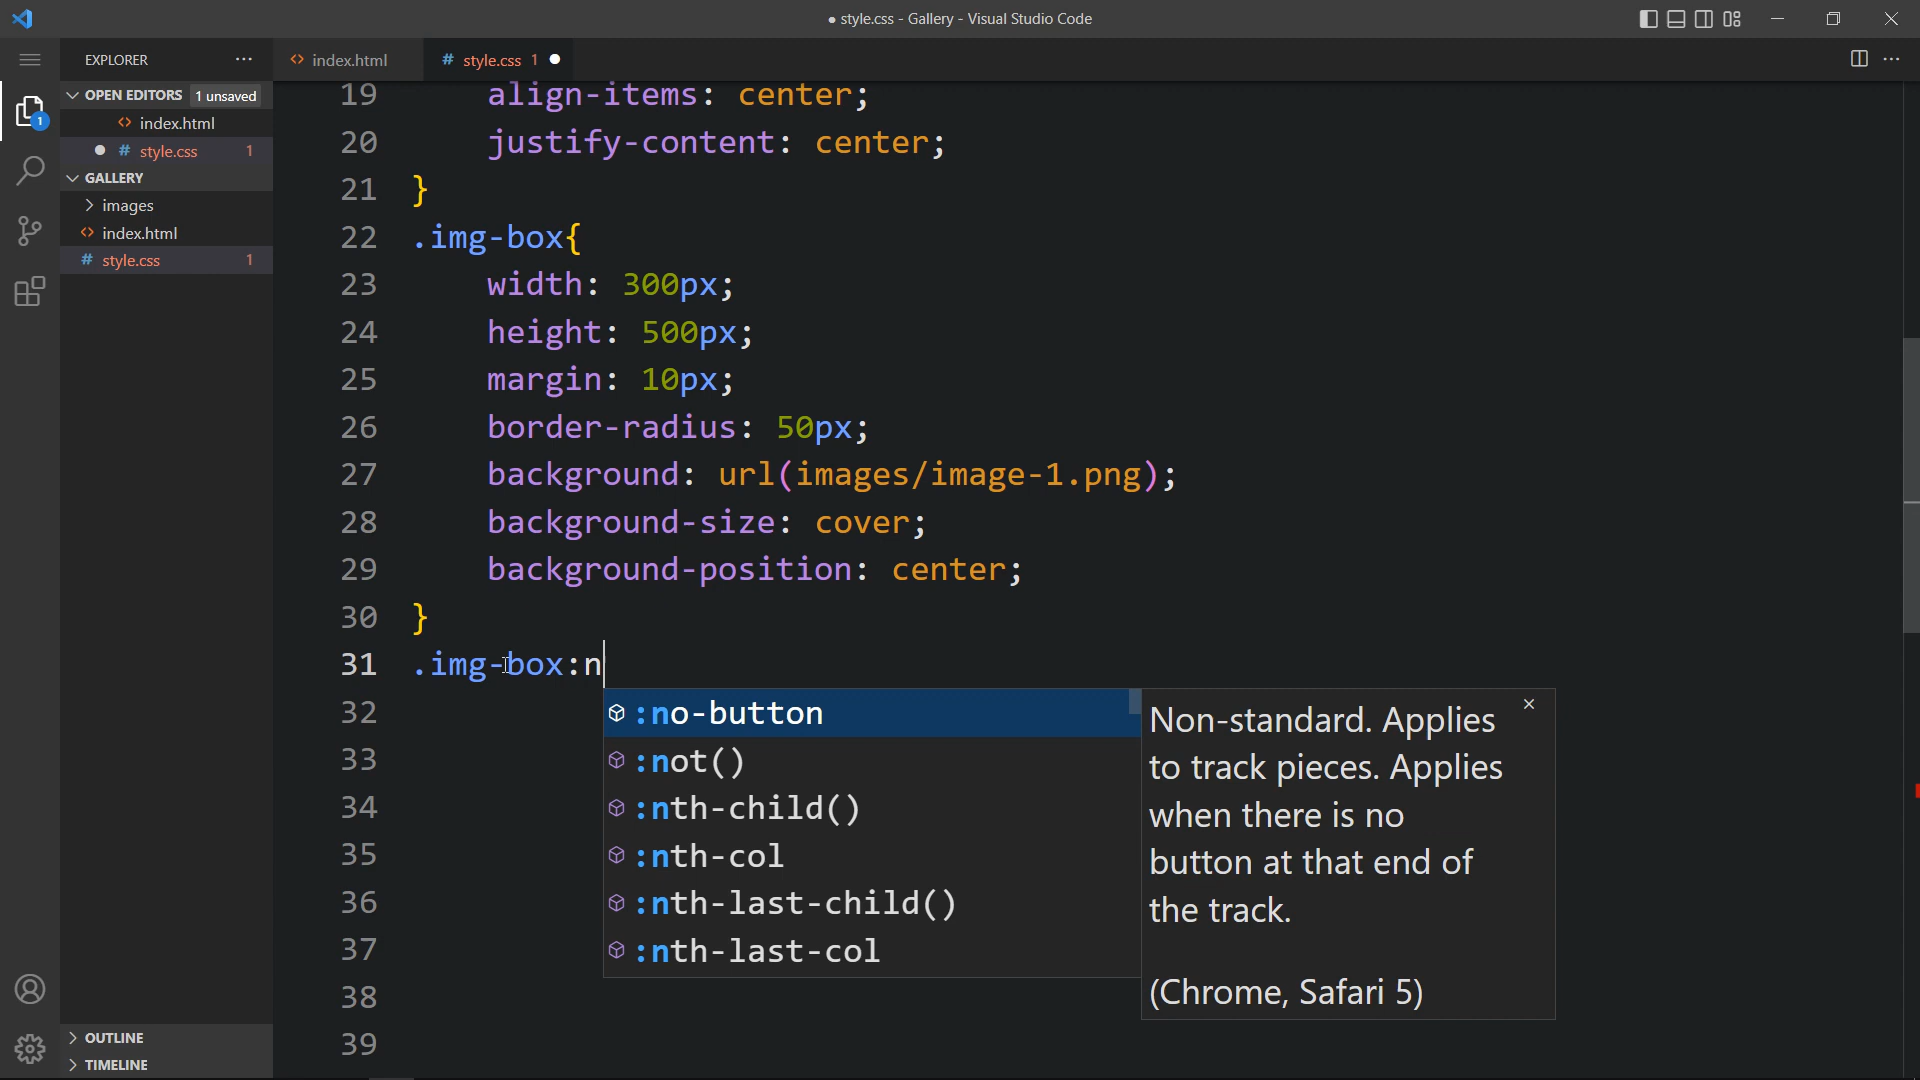 ● style.css - Gallery - Visual Studio Code
EXPLORER
index.html
# style.css 1
OPEN EDITORS 1 unsaved
index.html
# style.css 1
GALLERY
images
index.html
# style.css 1
OUTLINE
TIMELINE
1
19 align-items: center;
20 justify-content: center;
21 }
22 .img-box{
23 width: 300px;
24 height: 500px;
25 margin: 10px;
26 border-radius: 50px;
27 background: url(images/image-1.png);
28 background-size: cover;
29 background-position: center;
30 }
31 .img-box:n
32
33
34
35
36
37
38
39
:no-button
:not()
:nth-child()
:nth-col
:nth-last-child()
:nth-last-col
Non-standard. Applies
to track pieces. Applies
when there is no
button at that end of
the track.
(Chrome, Safari 5)